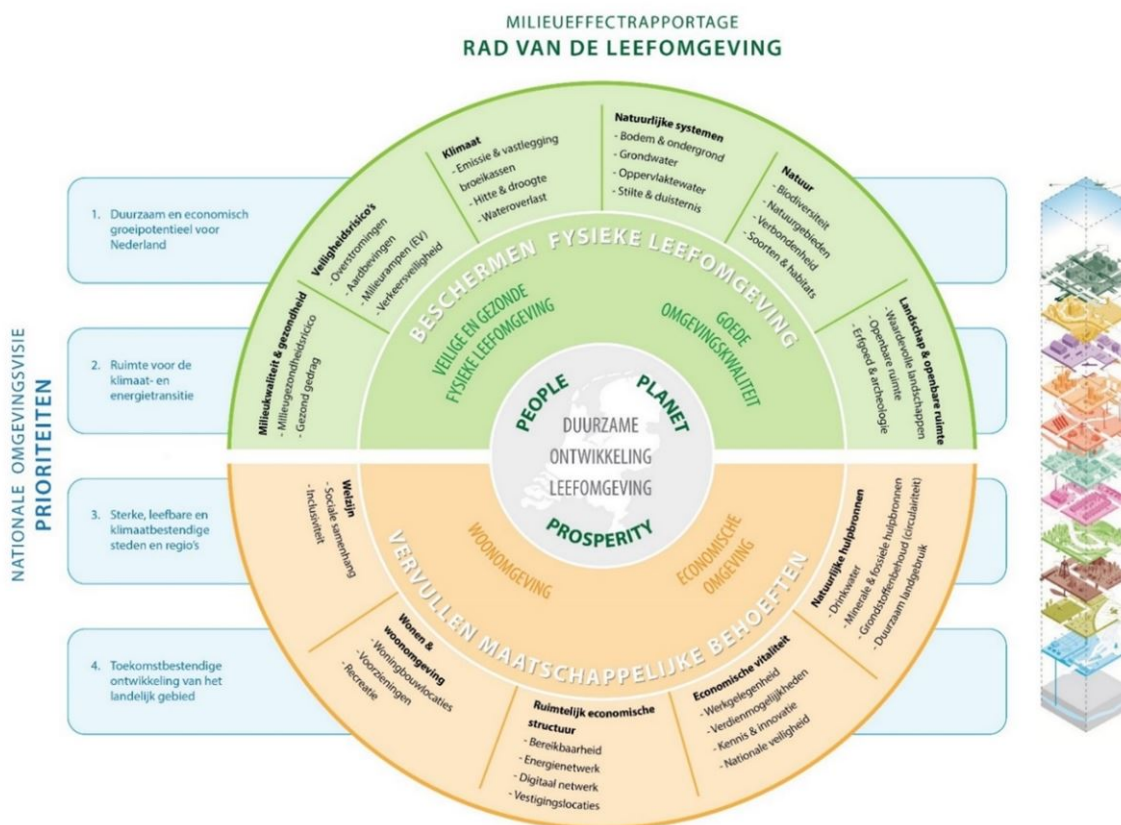 MILIEUEFFECTRAPPORTAGE
RAD VAN DE LEEFOMGEVING
NATIONALE OMGEVINGSVISIE
PRIORITEITEN
1. Duurzaam en economisch
groeipotentieel voor
Nederland
2. Ruimte voor de
klimaat- en
energietransitie
3. Sterke, leefbare en
klimaatbestendige
steden en regio's
4. Toekomstbestendige
ontwikkeling van het
landelijk gebied
Milieukwaliteit & gezondheid
- Milieugezondheidsricico
- Gezond gedrag
Veiligheidsrisico's
- Overstromingen
- Aardbevingen
- Milieurampen (EV)
- Verkeersveiligheid
Klimaat
- Emissie & vastlegging
broeikassen
- Hitte & droogte
- Wateroverlast
Natuurlijke systemen
- Bodem & ondergrond
- Grondwater
- Oppervlaktewater
- Stilte & duisternis
Natuur
- Biodiversiteit
- Natuurgebieden
- Verbondenheid
- Soorten & habitats
Landschap & openbare ruimte
- Waardevolle landschappen
- Openbare ruimte
- Erfgoed & archeologie
BESCHERMEN FYSIEKE LEEFOMGEVING
VEILIGE EN GEZONDE
FYSIEKE LEEFOMGEVING
GOEDE
OMGEVINGSKWALITEIT
PEOPLE
PLANET
DUURZAME
ONTWIKKELING
LEEFOMGEVING
PROSPERITY
WOONOMGEVING
ECONOMISCHE
OMGEVING
VERVULLEN MAATSCHAPPELIJKE BEHOEFTEN
Welzijn
- Sociale samenhang
- Inclusiviteit
Wonen &
woonomgeving
- Woningbouwlocaties
- Voorzieningen
- Recreatie
Ruimtelijk economische
structuur
- Bereikbaarheid
- Energienetwerk
- Digitaal netwerk
- Vestigingslocaties
Economische vitaliteit
- Werkgelegenheid
- Verdienmogelijkheden
- Kennis & innovatie
- Nationale veiligheid
Natuurlijke hulpbronnen
- Drinkwater
- Minerale & fossiele hulpbronnen
- Grondstoffenbehoud (circulairiteit)
- Duurzaam landgebruik